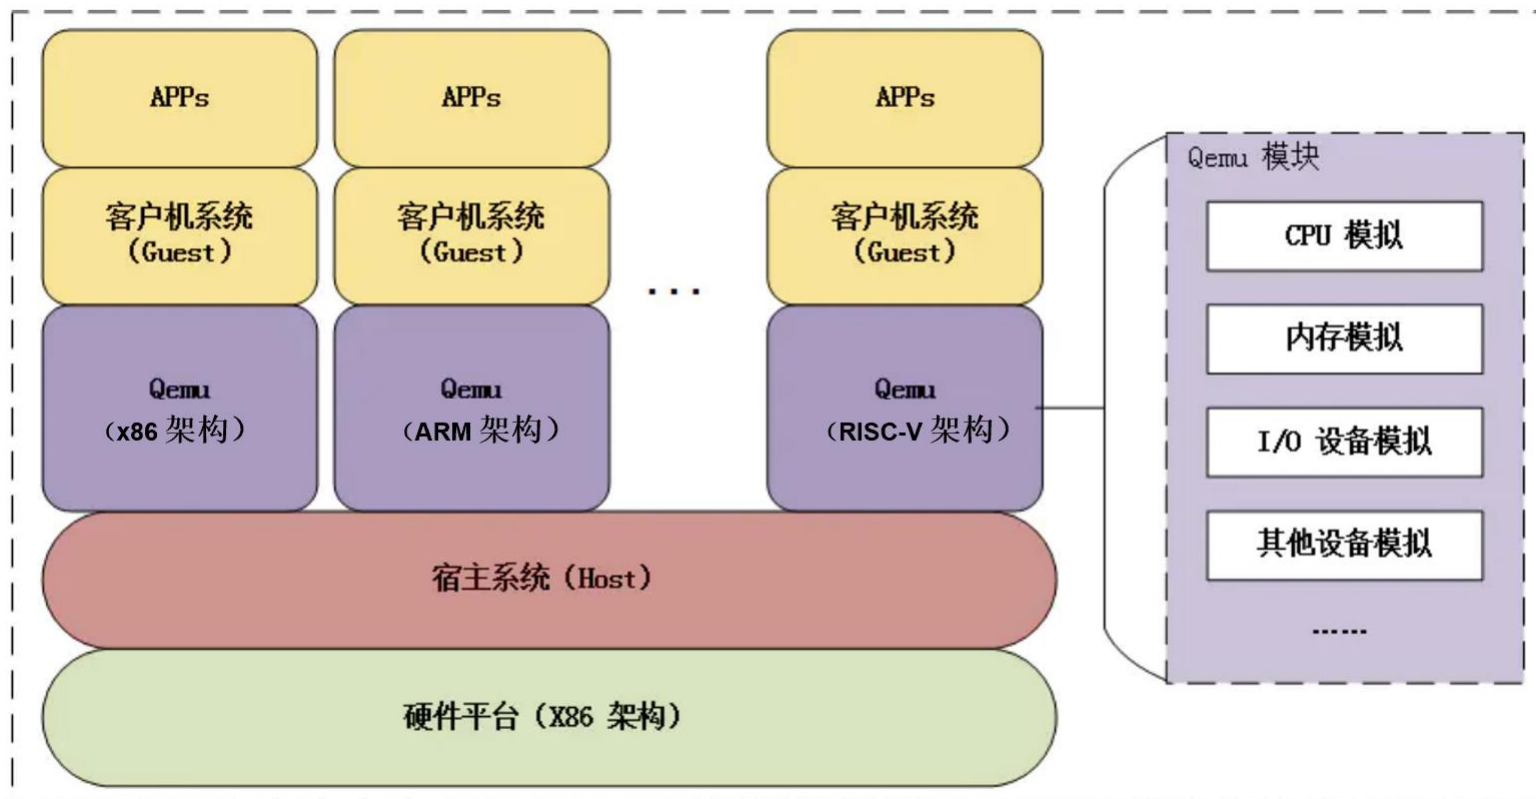 APPs
客户机系统
(Guest)
Qemu
（x86 架构）
APPs
客户机系统
(Guest)
Qemu
（ARM 架构）
...
APPs
客户机系统
(Guest)
Qemu
（RISC-V 架构）
宿主系统（Host）
硬件平台（X86 架构）
Qemu 模块
CPU 模拟
内存模拟
I/O 设备模拟
其他设备模拟
……